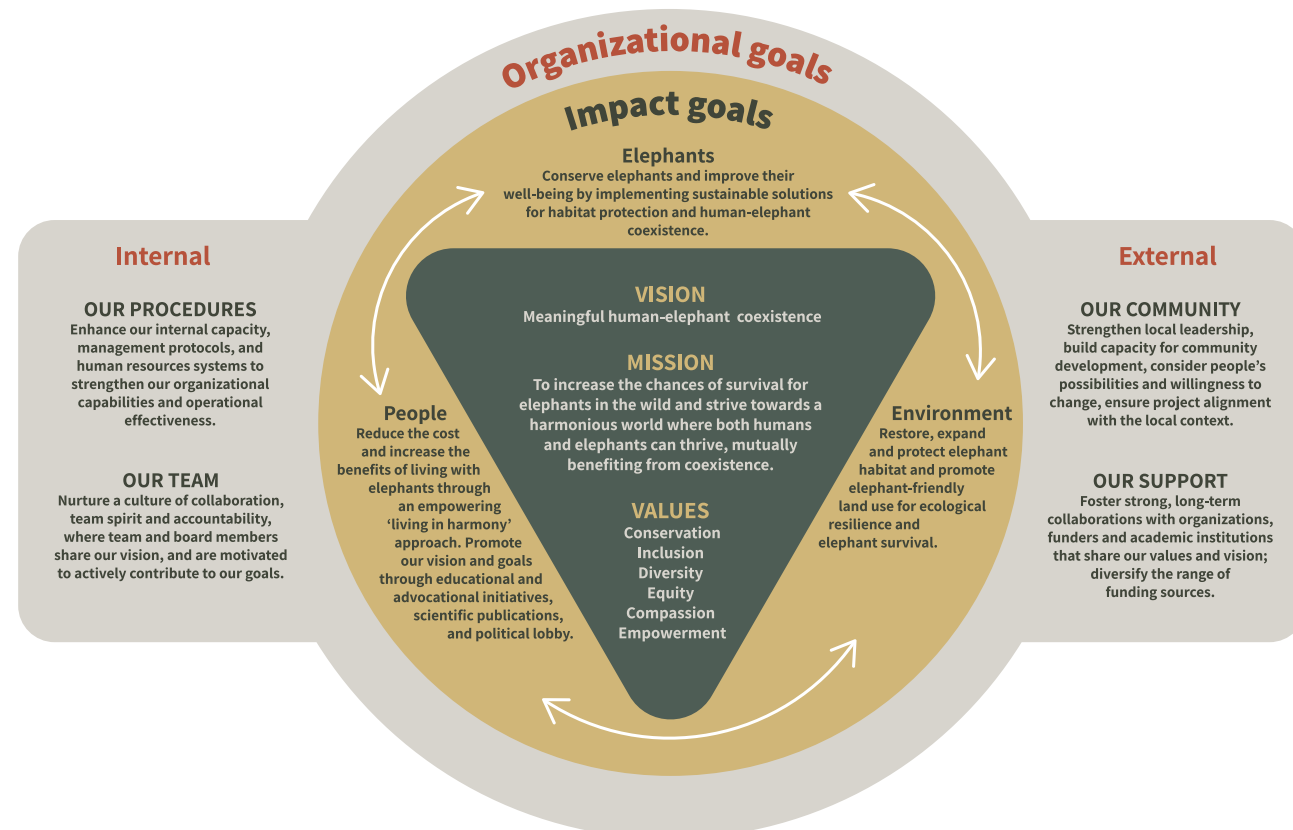 Organizational goals
Impact goals
Elephants
Conserve elephants and improve their
well-being by implementing sustainable solutions
for habitat protection and human-elephant
coexistence.
Internal
OUR PROCEDURES
Enhance our internal capacity,
management protocols, and
human resources systems to
strengthen our organizational
capabilities and operational
effectiveness.
OUR TEAM
Nurture a culture of collaboration,
team spirit and accountability,
where team and board members
share our vision, and are motivated
to actively contribute to our goals.
People
Reduce the cost
and increase the
benefits of living with
elephants through
an empowering
‘living in harmony’
approach. Promote
our vision and goals
through educational and
advocational initiatives,
scientific publications,
and political lobby.
VISION
Meaningful human-elephant coexistence
MISSION
To increase the chances of survival for
elephants in the wild and strive towards a
harmonious world where both humans
and elephants can thrive, mutually
benefiting from coexistence.
VALUES
Conservation
Inclusion
Diversity
Equity
Compassion
Empowerment
Environment
Restore, expand
and protect elephant
habitat and promote
elephant-friendly
land use for ecological
resilience and
elephant survival.
External
OUR COMMUNITY
Strengthen local leadership,
build capacity for community
development, consider people’s
possibilities and willingness to
change, ensure project alignment
with the local context.
OUR SUPPORT
Foster strong, long-term
collaborations with organizations,
funders and academic institutions
that share our values and vision;
diversify the range of
funding sources.